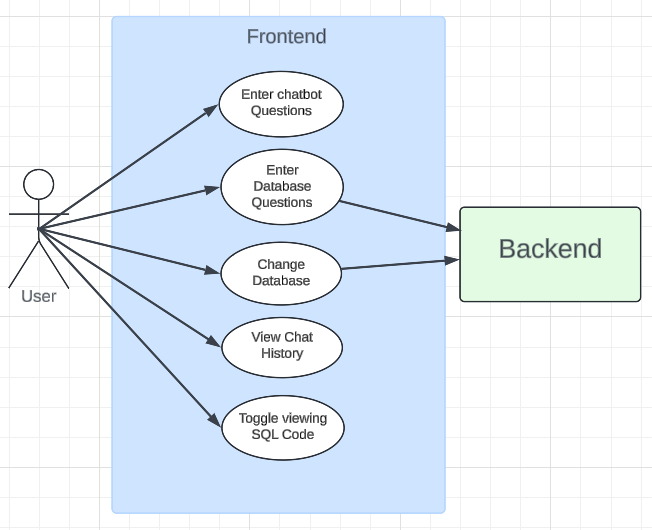 Frontend
Enter chatbot
Questions
Enter
Database
Questions
Change
Database
View Chat
History
Toggle viewing
SQL Code
User
Backend